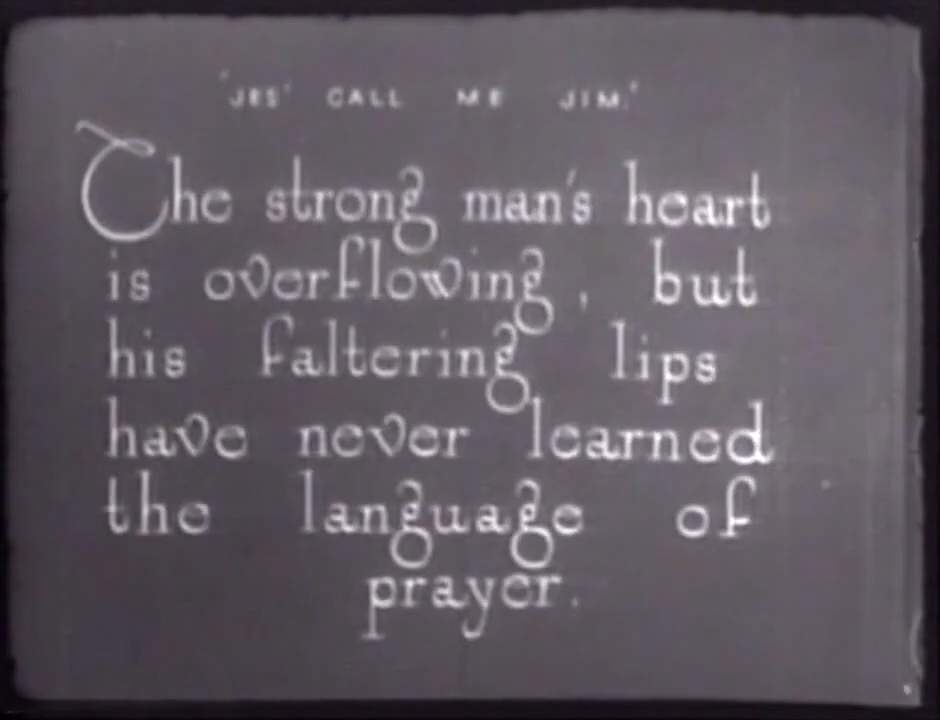 "JES' CALL ME JIM."
The strong man's heart
is overflowing, but
his faltering lips
have never learned
the language of
prayer.